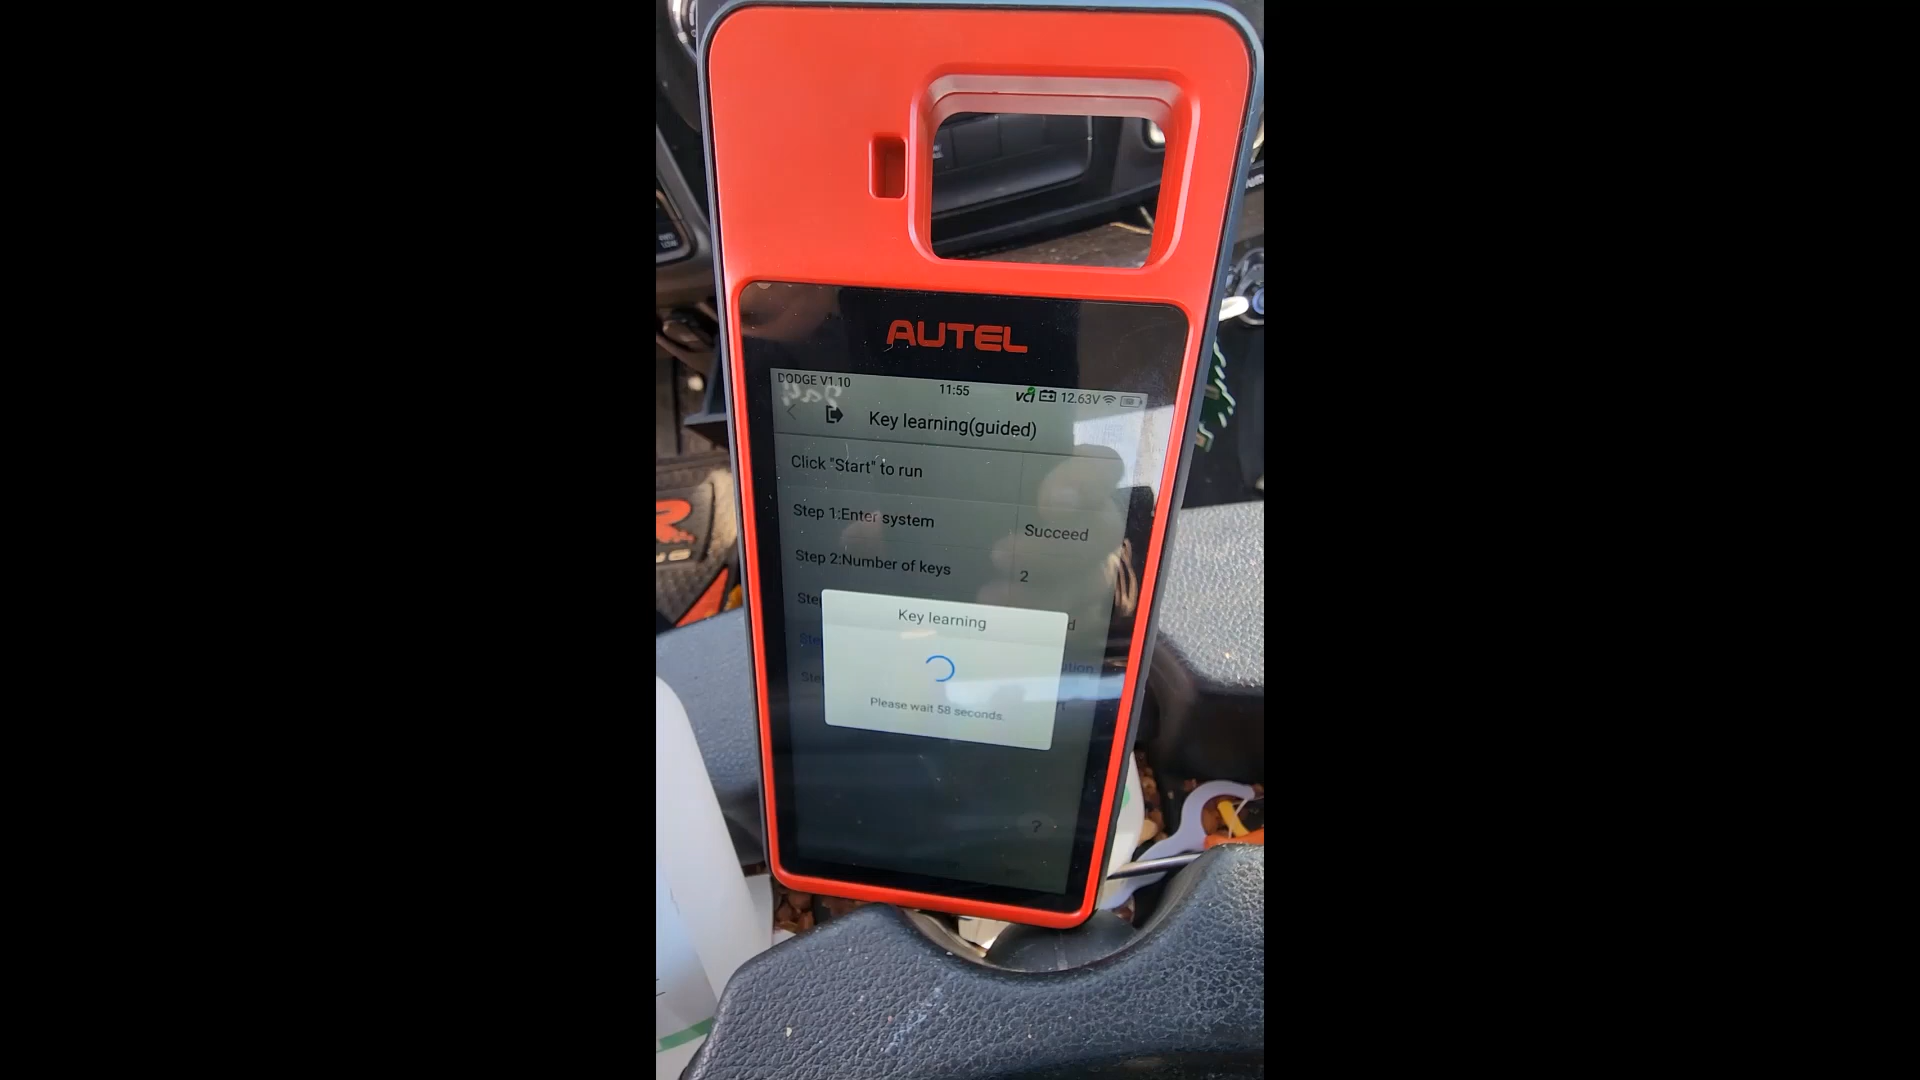 AUTEL
DODGE V1.10 11:55 VCI 12.63V
Key learning(guided)
Click "Start" to run
Step 1:Enter system Succeed
Step 2:Number of keys 2
Key learning
Please wait 58 seconds.
?